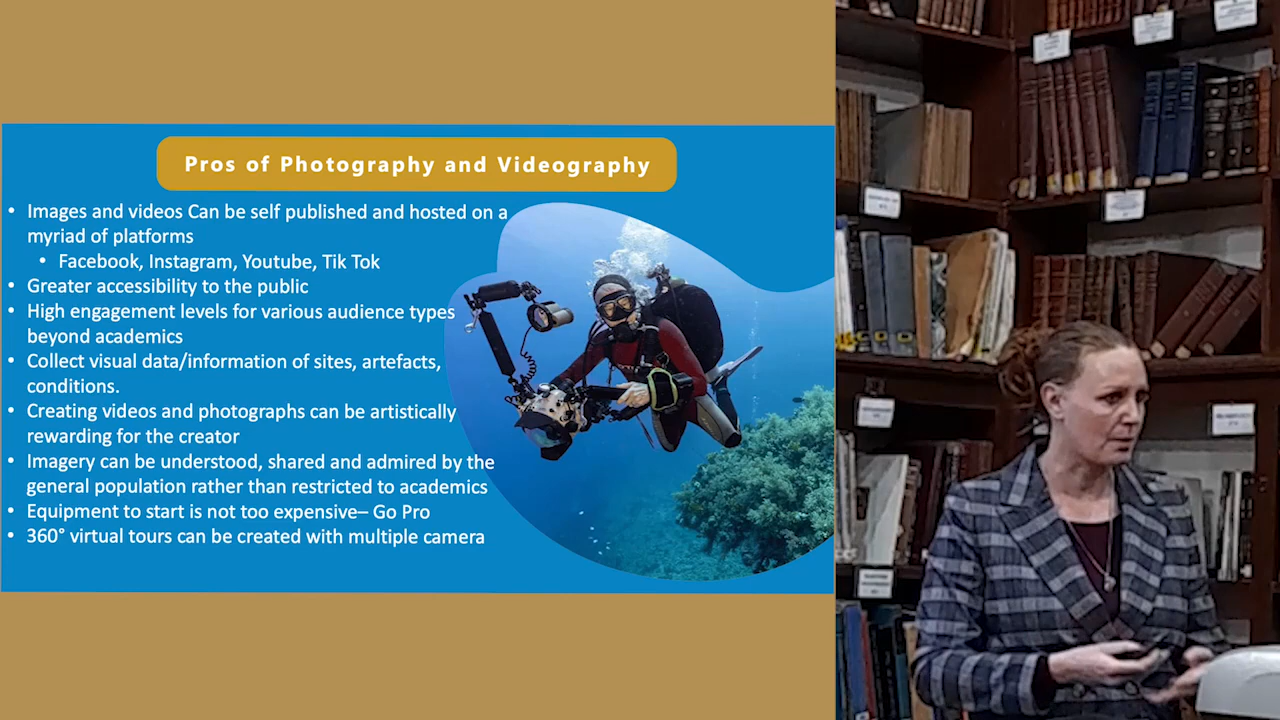 Pros of Photography and Videography
• Images and videos Can be self published and hosted on a
myriad of platforms
• Facebook, Instagram, Youtube, Tik Tok
• Greater accessibility to the public
• High engagement levels for various audience types
beyond academics
• Collect visual data/information of sites, artefacts,
conditions.
• Creating videos and photographs can be artistically
rewarding for the creator
• Imagery can be understood, shared and admired by the
general population rather than restricted to academics
• Equipment to start is not too expensive– Go Pro
• 360° virtual tours can be created with multiple camera